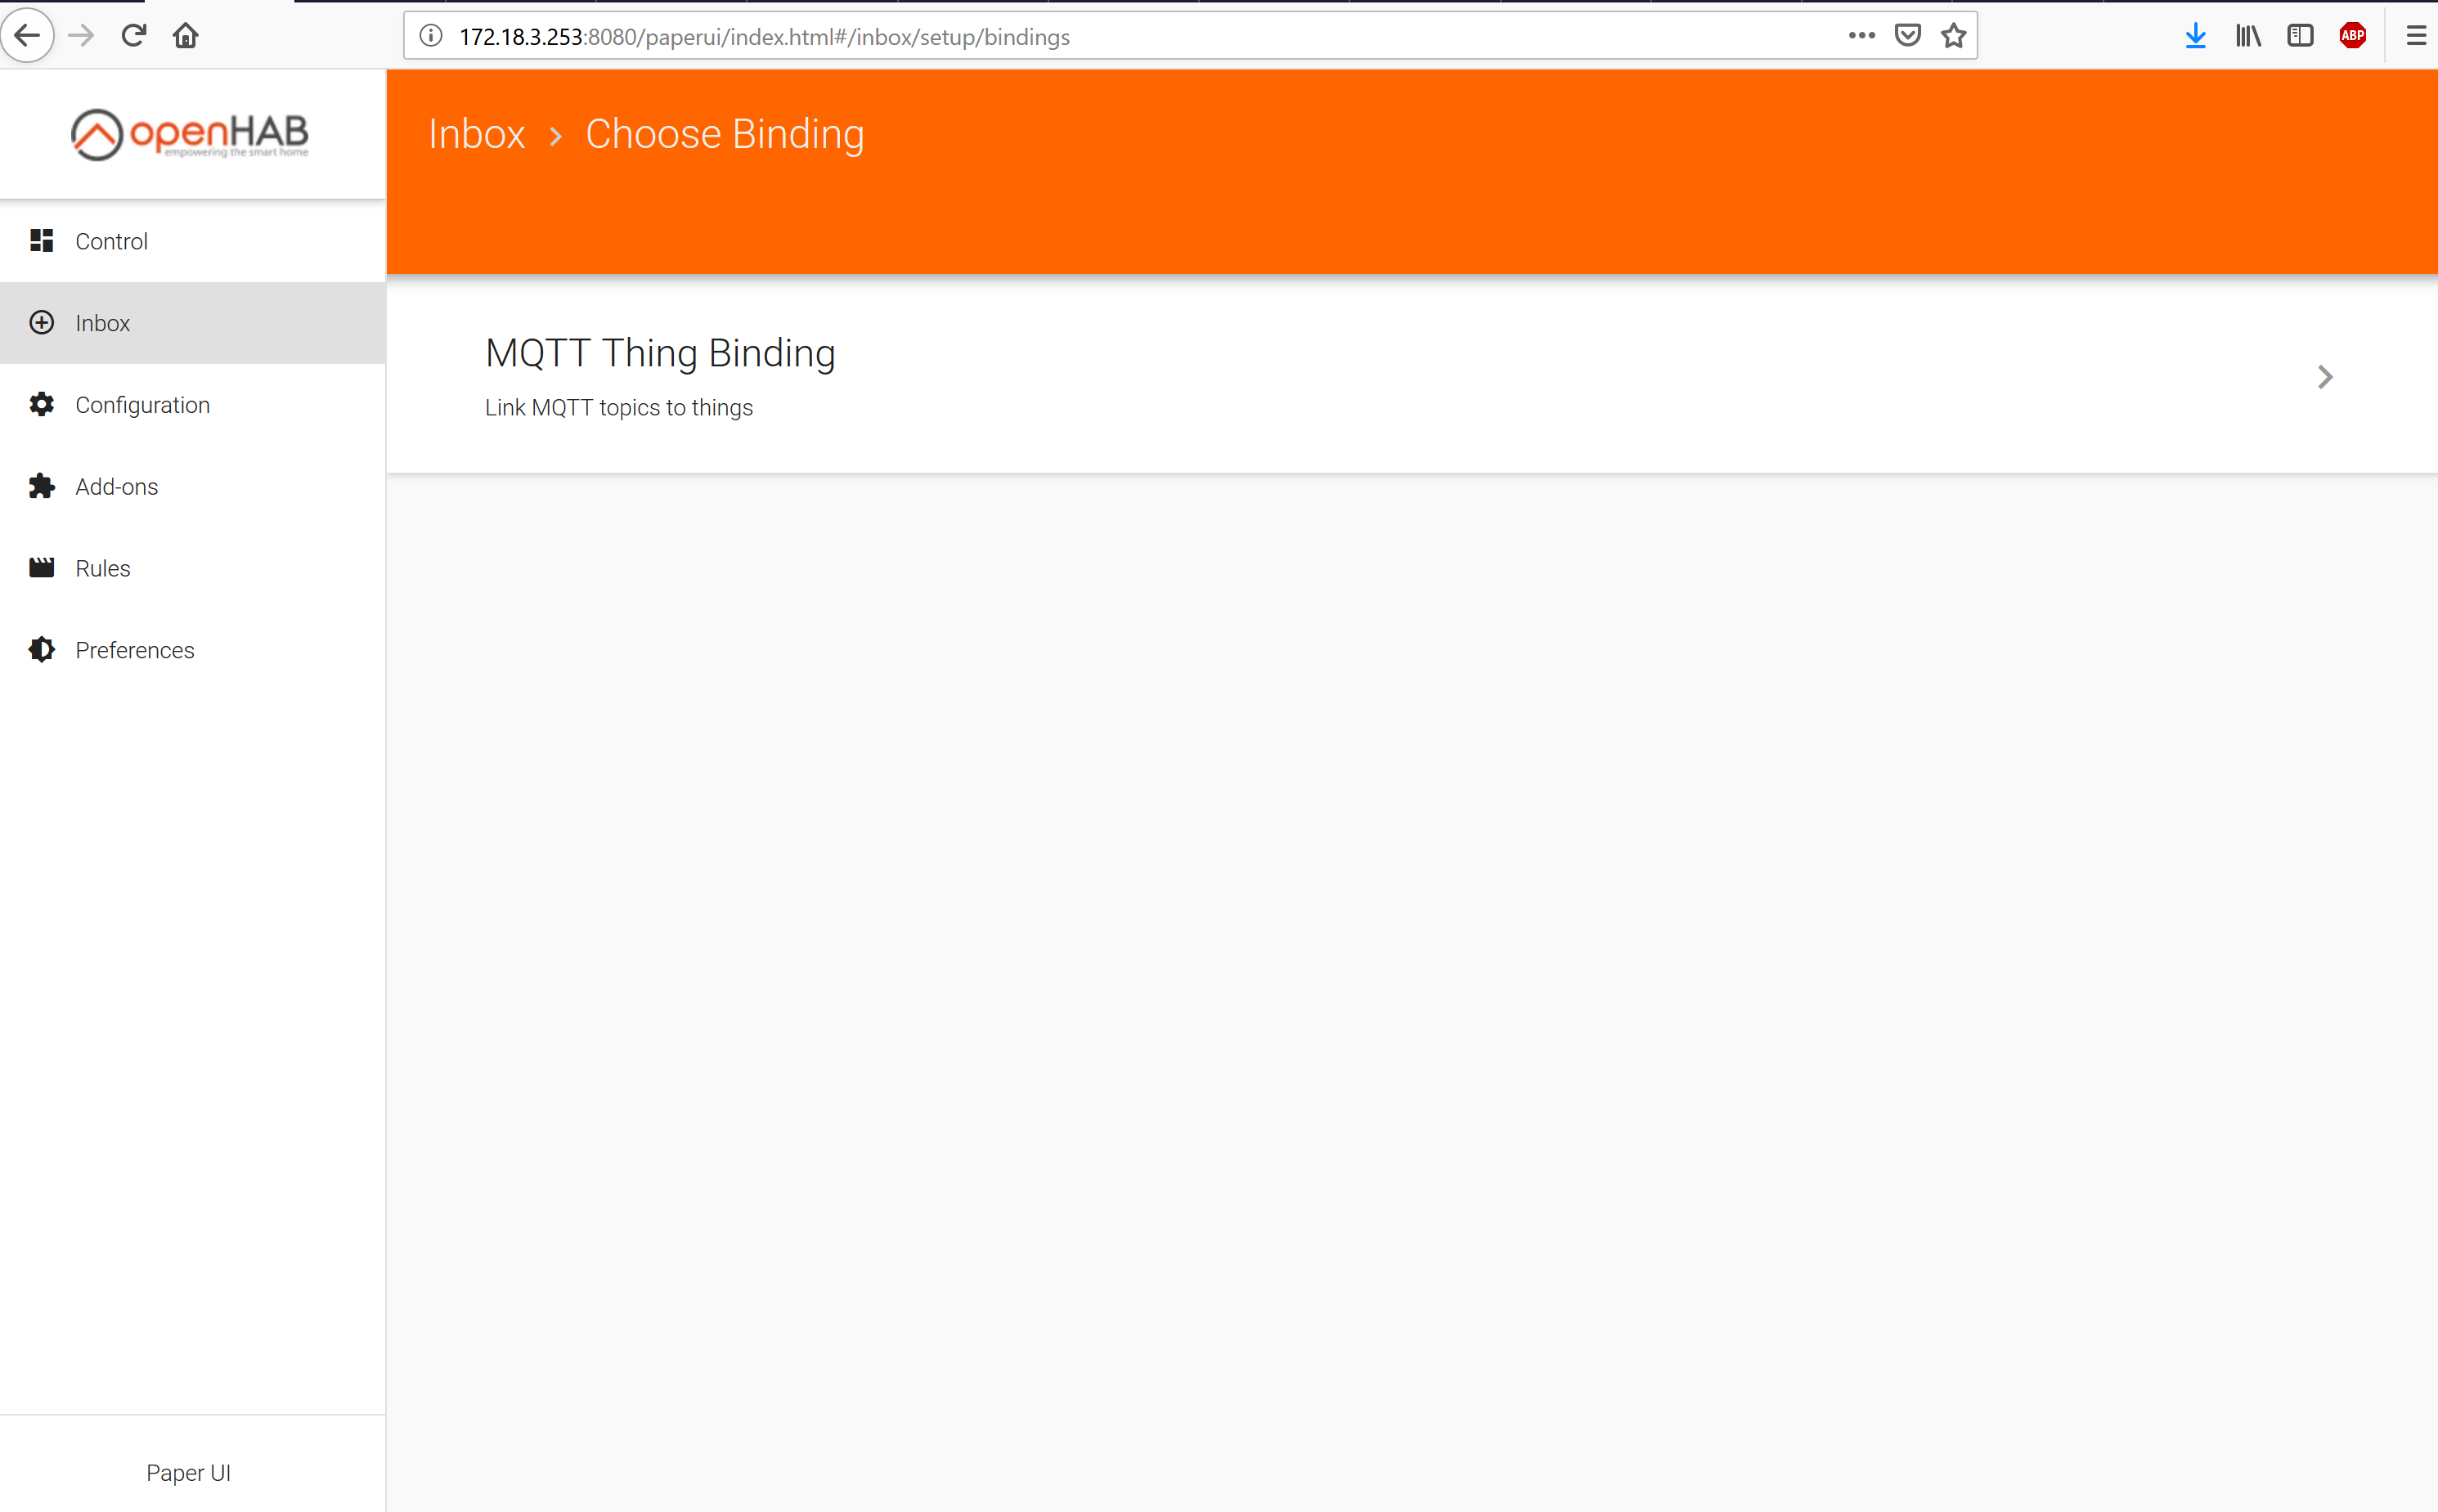 172.18.3.253:8080/paperui/index.html#/inbox/setup/bindings
ABP
openHAB
empowering the smart home
Inbox > Choose Binding
Control
Inbox
Configuration
Add-ons
Rules
Preferences
MQTT Thing Binding
Link MQTT topics to things
Paper UI